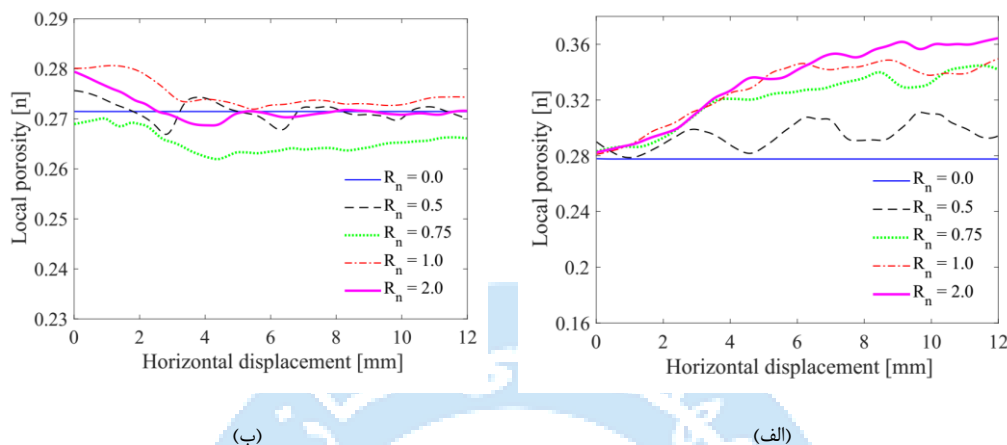 0.29
0.28
0.27
0.26
0.25
0.24
0.23
Local porosity [n]
0 2 4 6 8 10 12
Horizontal displacement [mm]
R_n = 0.0
R_n = 0.5
R_n = 0.75
R_n = 1.0
R_n = 2.0
(ب)
0.36
0.32
0.28
0.24
0.2
0.16
Local porosity [n]
0 2 4 6 8 10 12
Horizontal displacement [mm]
R_n = 0.0
R_n = 0.5
R_n = 0.75
R_n = 1.0
R_n = 2.0
(الف)